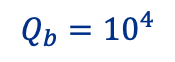 Q_b = 10^4